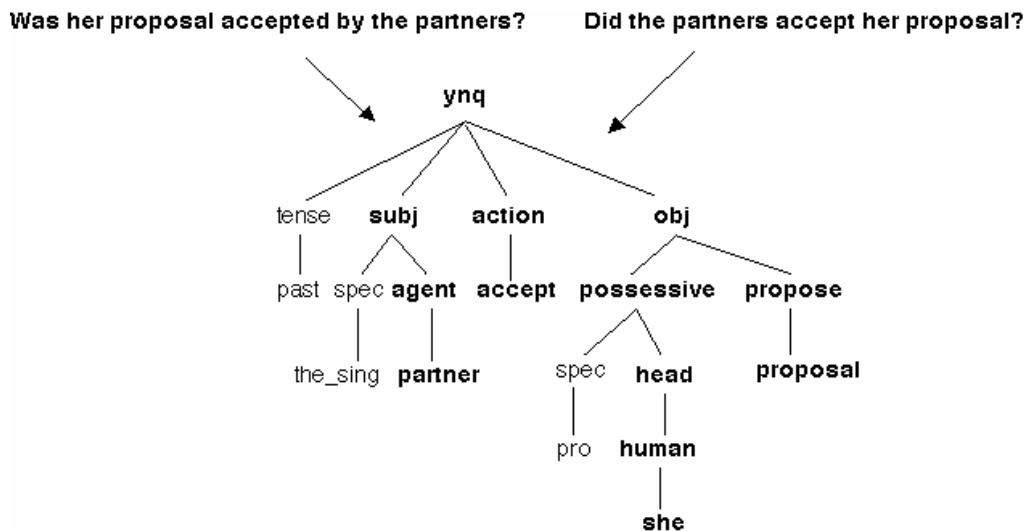 Was her proposal accepted by the partners? Did the partners accept her proposal?
ynq
tense subj action obj
past spec agent accept possessive propose
the_sing partner spec head proposal
pro human
she